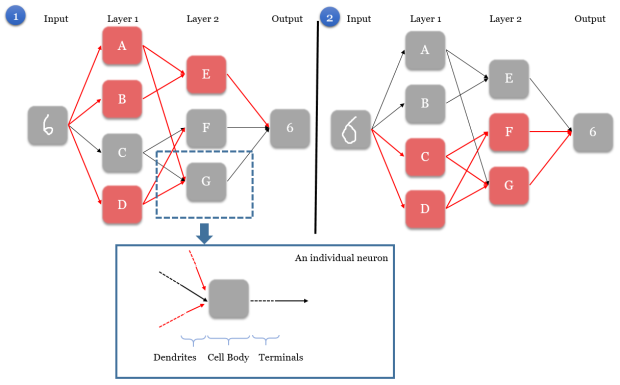 1
Input Layer 1 Layer 2 Output
A
B
C
D
E
F
G
6
6
2
Input Layer 1 Layer 2 Output
A
B
C
D
E
F
G
6
6
An individual neuron
Dendrites Cell Body Terminals